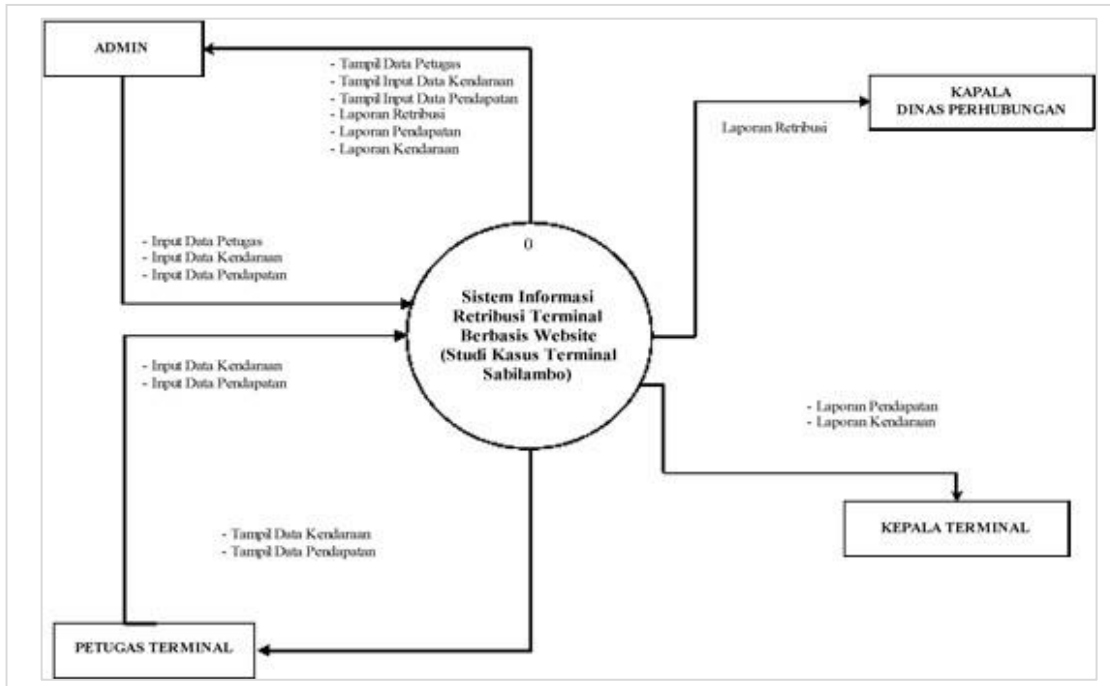 ADMIN
- Tampil Data Petugas
- Tampil Input Data Kendaraan
- Tampil Input Data Pendapatan
- Laporan Retribusi
- Laporan Pendapatan
- Laporan Kendaraan
KAPALA
DINAS PERHUBUNGAN
Laporan Retribusi
- Input Data Petugas
- Input Data Kendaraan
- Input Data Pendapatan
0
Sistem Informasi
Retribusi Terminal
Berbasis Website
(Studi Kasus Terminal
Sabilambo)
- Input Data Kendaraan
- Input Data Pendapatan
- Laporan Pendapatan
- Laporan Kendaraan
KEPALA TERMINAL
- Tampil Data Kendaraan
- Tampil Data Pendapatan
PETUGAS TERMINAL